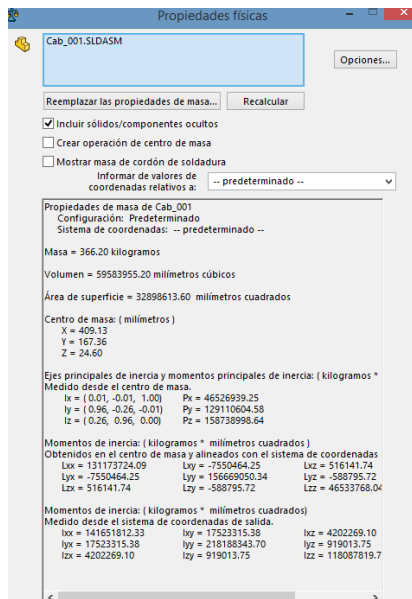 Propiedades físicas
Cab_001.SLDASM
Opciones...
Reemplazar las propiedades de masa... Recalcular
Incluir sólidos/componentes ocultos
Crear operación de centro de masa
Mostrar masa de cordón de soldadura
Informar de valores de
coordenadas relativos a: -- predeterminado --
Propiedades de masa de Cab_001
Configuración: Predeterminado
Sistema de coordenadas: -- predeterminado --
Masa = 366.20 kilogramos
Volumen = 59583955.20 milímetros cúbicos
Área de superficie = 32898613.60 milímetros cuadrados
Centro de masa: ( milímetros )
X = 409.13
Y = 167.36
Z = 24.60
Ejes principales de inercia y momentos principales de inercia: ( kilogramos *
Medido desde el centro de masa.
Ix = ( 0.01, -0.01, 1.00) Px = 46526939.25
Iy = ( 0.96, -0.26, -0.01) Py = 129110604.58
Iz = ( 0.26, 0.96, 0.00) Pz = 158738998.64
Momentos de inercia: ( kilogramos * milímetros cuadrados )
Obtenidos en el centro de masa y alineados con el sistema de coordenadas
Lxx = 131173724.09 Lxy = -7550464.25 Lxz = 516141.74
Lyx = -7550464.25 Lyy = 156669050.34 Lyz = -588795.72
Lzx = 516141.74 Lzy = -588795.72 Lzz = 46533768.04
Momentos de inercia: ( kilogramos * milímetros cuadrados)
Medido desde el sistema de coordenadas de salida.
Ixx = 141651812.33 Ixy = 17523315.38 Ixz = 4202269.10
Iyx = 17523315.38 Iyy = 218188343.70 Iyz = 919013.75
Izx = 4202269.10 Izy = 919013.75 Izz = 118087819.7